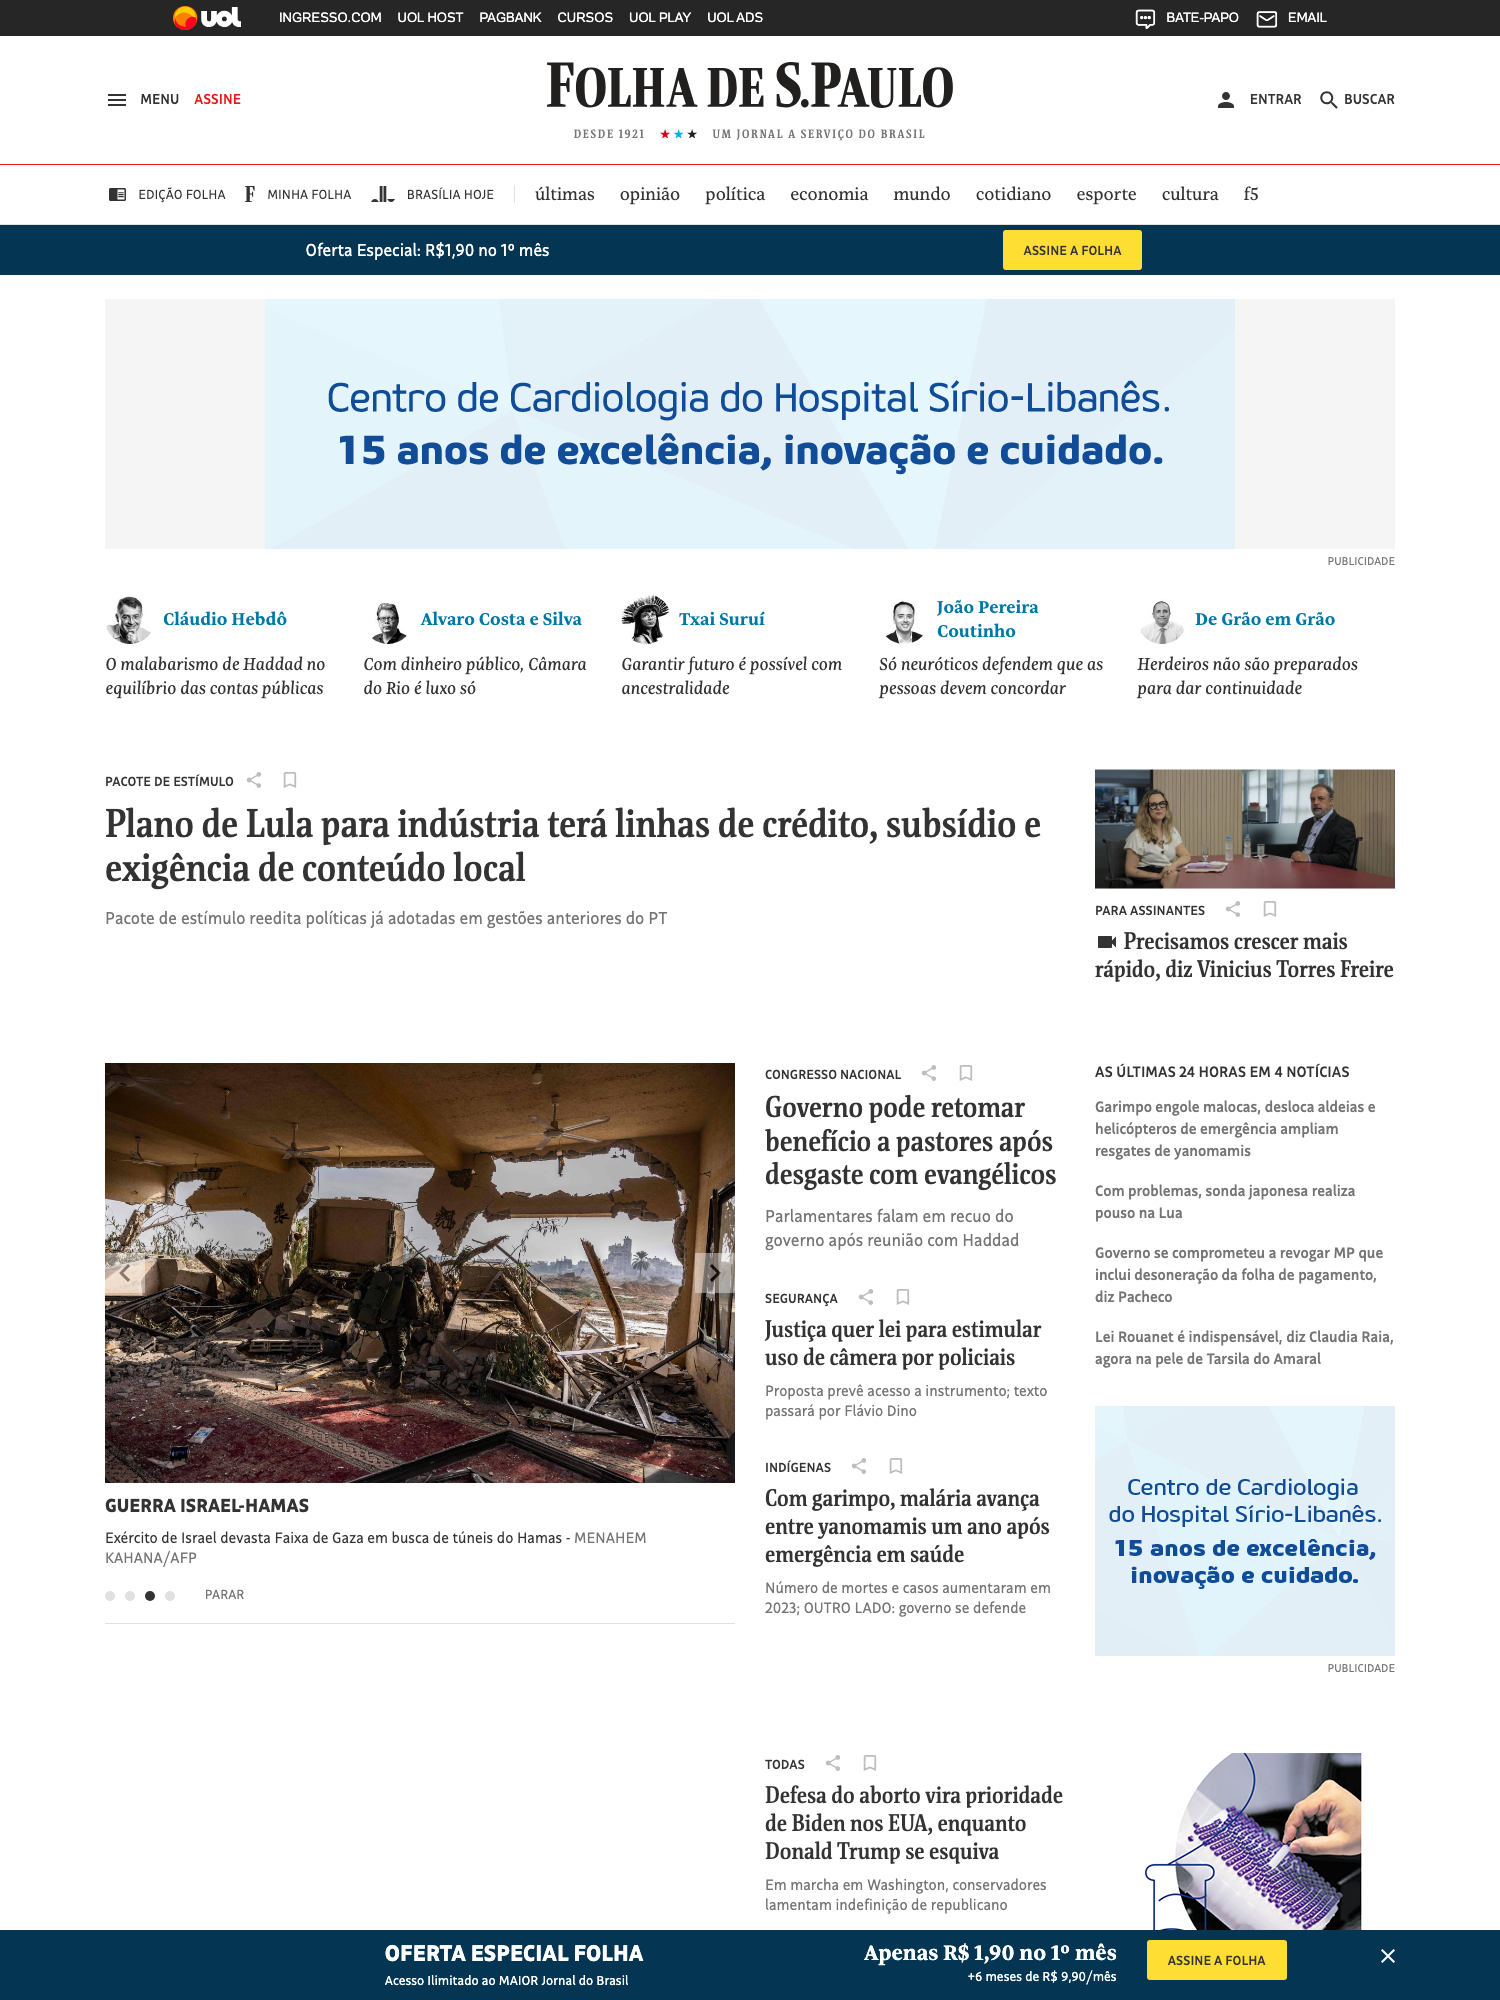 uol
INGRESSO.COM UOL HOST PAGBANK CURSOS UOL PLAY UOL ADS
BATE-PAPO EMAIL
MENU ASSINE
FOLHA DE S.PAULO
DESDE 1921 ★★★ UM JORNAL A SERVIÇO DO BRASIL
ENTRAR BUSCAR
EDIÇÃO FOLHA F MINHA FOLHA BRASÍLIA HOJE últimas opinião política economia mundo cotidiano esporte cultura f5
Oferta Especial: R$1,90 no 1º mês
ASSINE A FOLHA
Centro de Cardiologia do Hospital Sírio-Libanês.
15 anos de excelência, inovação e cuidado.
PUBLICIDADE
Cláudio Hebdô
O malabarismo de Haddad no
equilíbrio das contas públicas
Alvaro Costa e Silva
Com dinheiro público, Câmara
do Rio é luxo só
Txai Suruí
Garantir futuro é possível com
ancestralidade
João Pereira
Coutinho
Só neuróticos defendem que as
pessoas devem concordar
De Grão em Grão
Herdeiros não são preparados
para dar continuidade
PACOTE DE ESTÍMULO
Plano de Lula para indústria terá linhas de crédito, subsídio e
exigência de conteúdo local
Pacote de estímulo reedita políticas já adotadas em gestões anteriores do PT
PARA ASSINANTES
Precisamos crescer mais
rápido, diz Vinicius Torres Freire
GUERRA ISRAEL-HAMAS
Exército de Israel devasta Faixa de Gaza em busca de túneis do Hamas - MENAHEM
KAHANA/AFP
PARAR
CONGRESSO NACIONAL
Governo pode retomar
benefício a pastores após
desgaste com evangélicos
Parlamentares falam em recuo do
governo após reunião com Haddad
SEGURANÇA
Justiça quer lei para estimular
uso de câmera por policiais
Proposta prevê acesso a instrumento; texto
passará por Flávio Dino
INDÍGENAS
Com garimpo, malária avança
entre yanomamis um ano após
emergência em saúde
Número de mortes e casos aumentaram em
2023; OUTRO LADO: governo se defende
AS ÚLTIMAS 24 HORAS EM 4 NOTÍCIAS
Garimpo engole malocas, desloca aldeias e
helicópteros de emergência ampliam
resgates de yanomamis
Com problemas, sonda japonesa realiza
pouso na Lua
Governo se comprometeu a revogar MP que
inclui desoneração da folha de pagamento,
diz Pacheco
Lei Rouanet é indispensável, diz Claudia Raia,
agora na pele de Tarsila do Amaral
Centro de Cardiologia
do Hospital Sírio-Libanês.
15 anos de excelência,
inovação e cuidado.
PUBLICIDADE
TODAS
Defesa do aborto vira prioridade
de Biden nos EUA, enquanto
Donald Trump se esquiva
Em marcha em Washington, conservadores
lamentam indefinição de republicano
OFERTA ESPECIAL FOLHA
Acesso Ilimitado ao MAIOR Jornal do Brasil
Apenas R$ 1,90 no 1º mês
+6 meses de R$ 9,90/mês
ASSINE A FOLHA